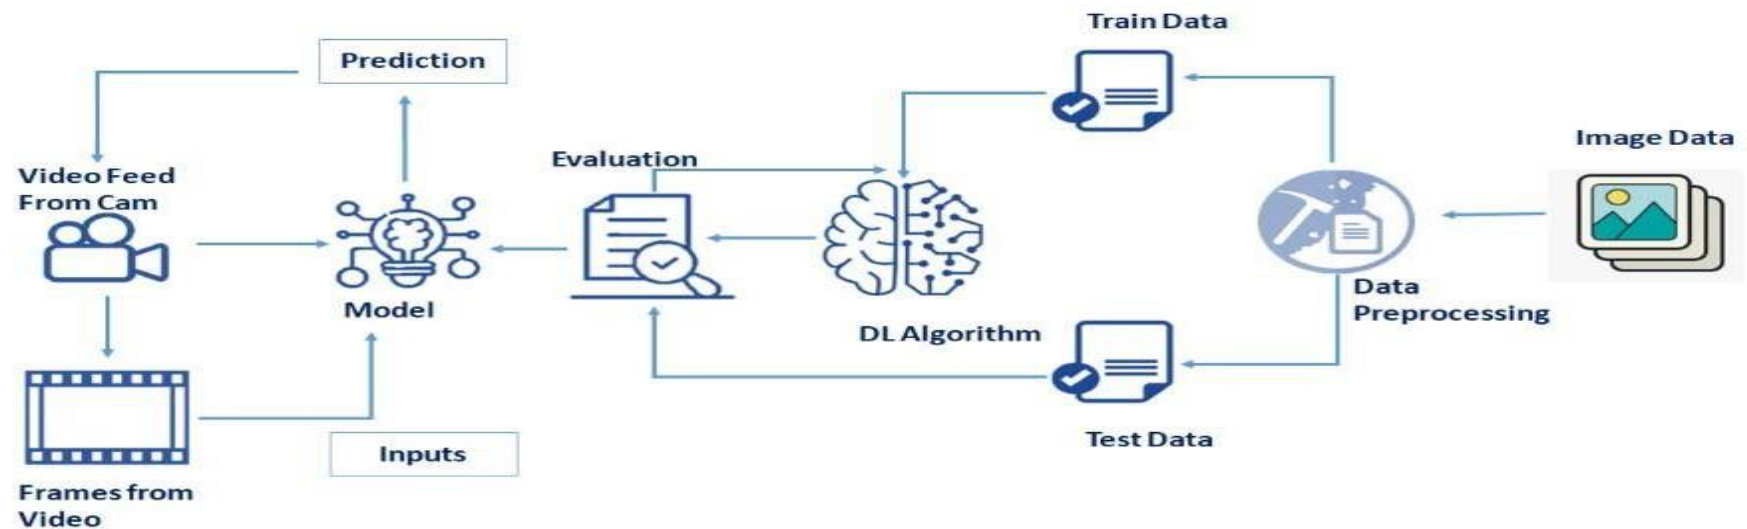 Train Data
Prediction
Image Data
Evaluation
Video Feed
From Cam
Data
Preprocessing
Model
DL Algorithm
Test Data
Inputs
Frames from
Video